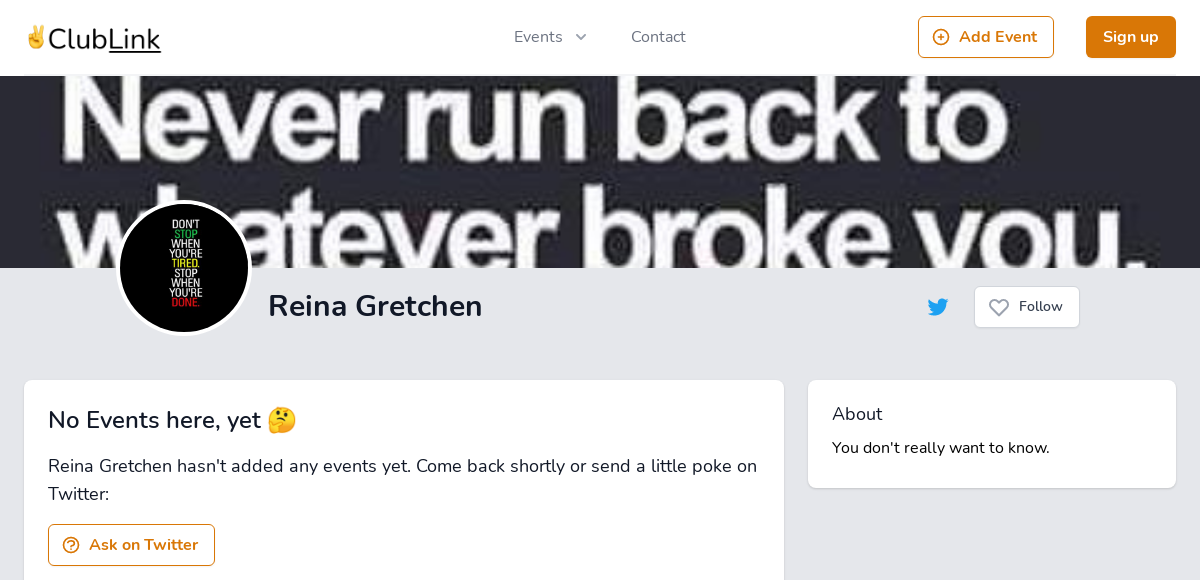 ✌️ClubLink
Events
Contact
Add Event
Sign up
Never run back to
whatever broke you.
DON'T
STOP
WHEN
YOU'RE
TIRED.
STOP
WHEN
YOU'RE
DONE.
Reina Gretchen
Follow
No Events here, yet 🤔
Reina Gretchen hasn't added any events yet. Come back shortly or send a little poke on
Twitter:
Ask on Twitter
About
You don't really want to know.